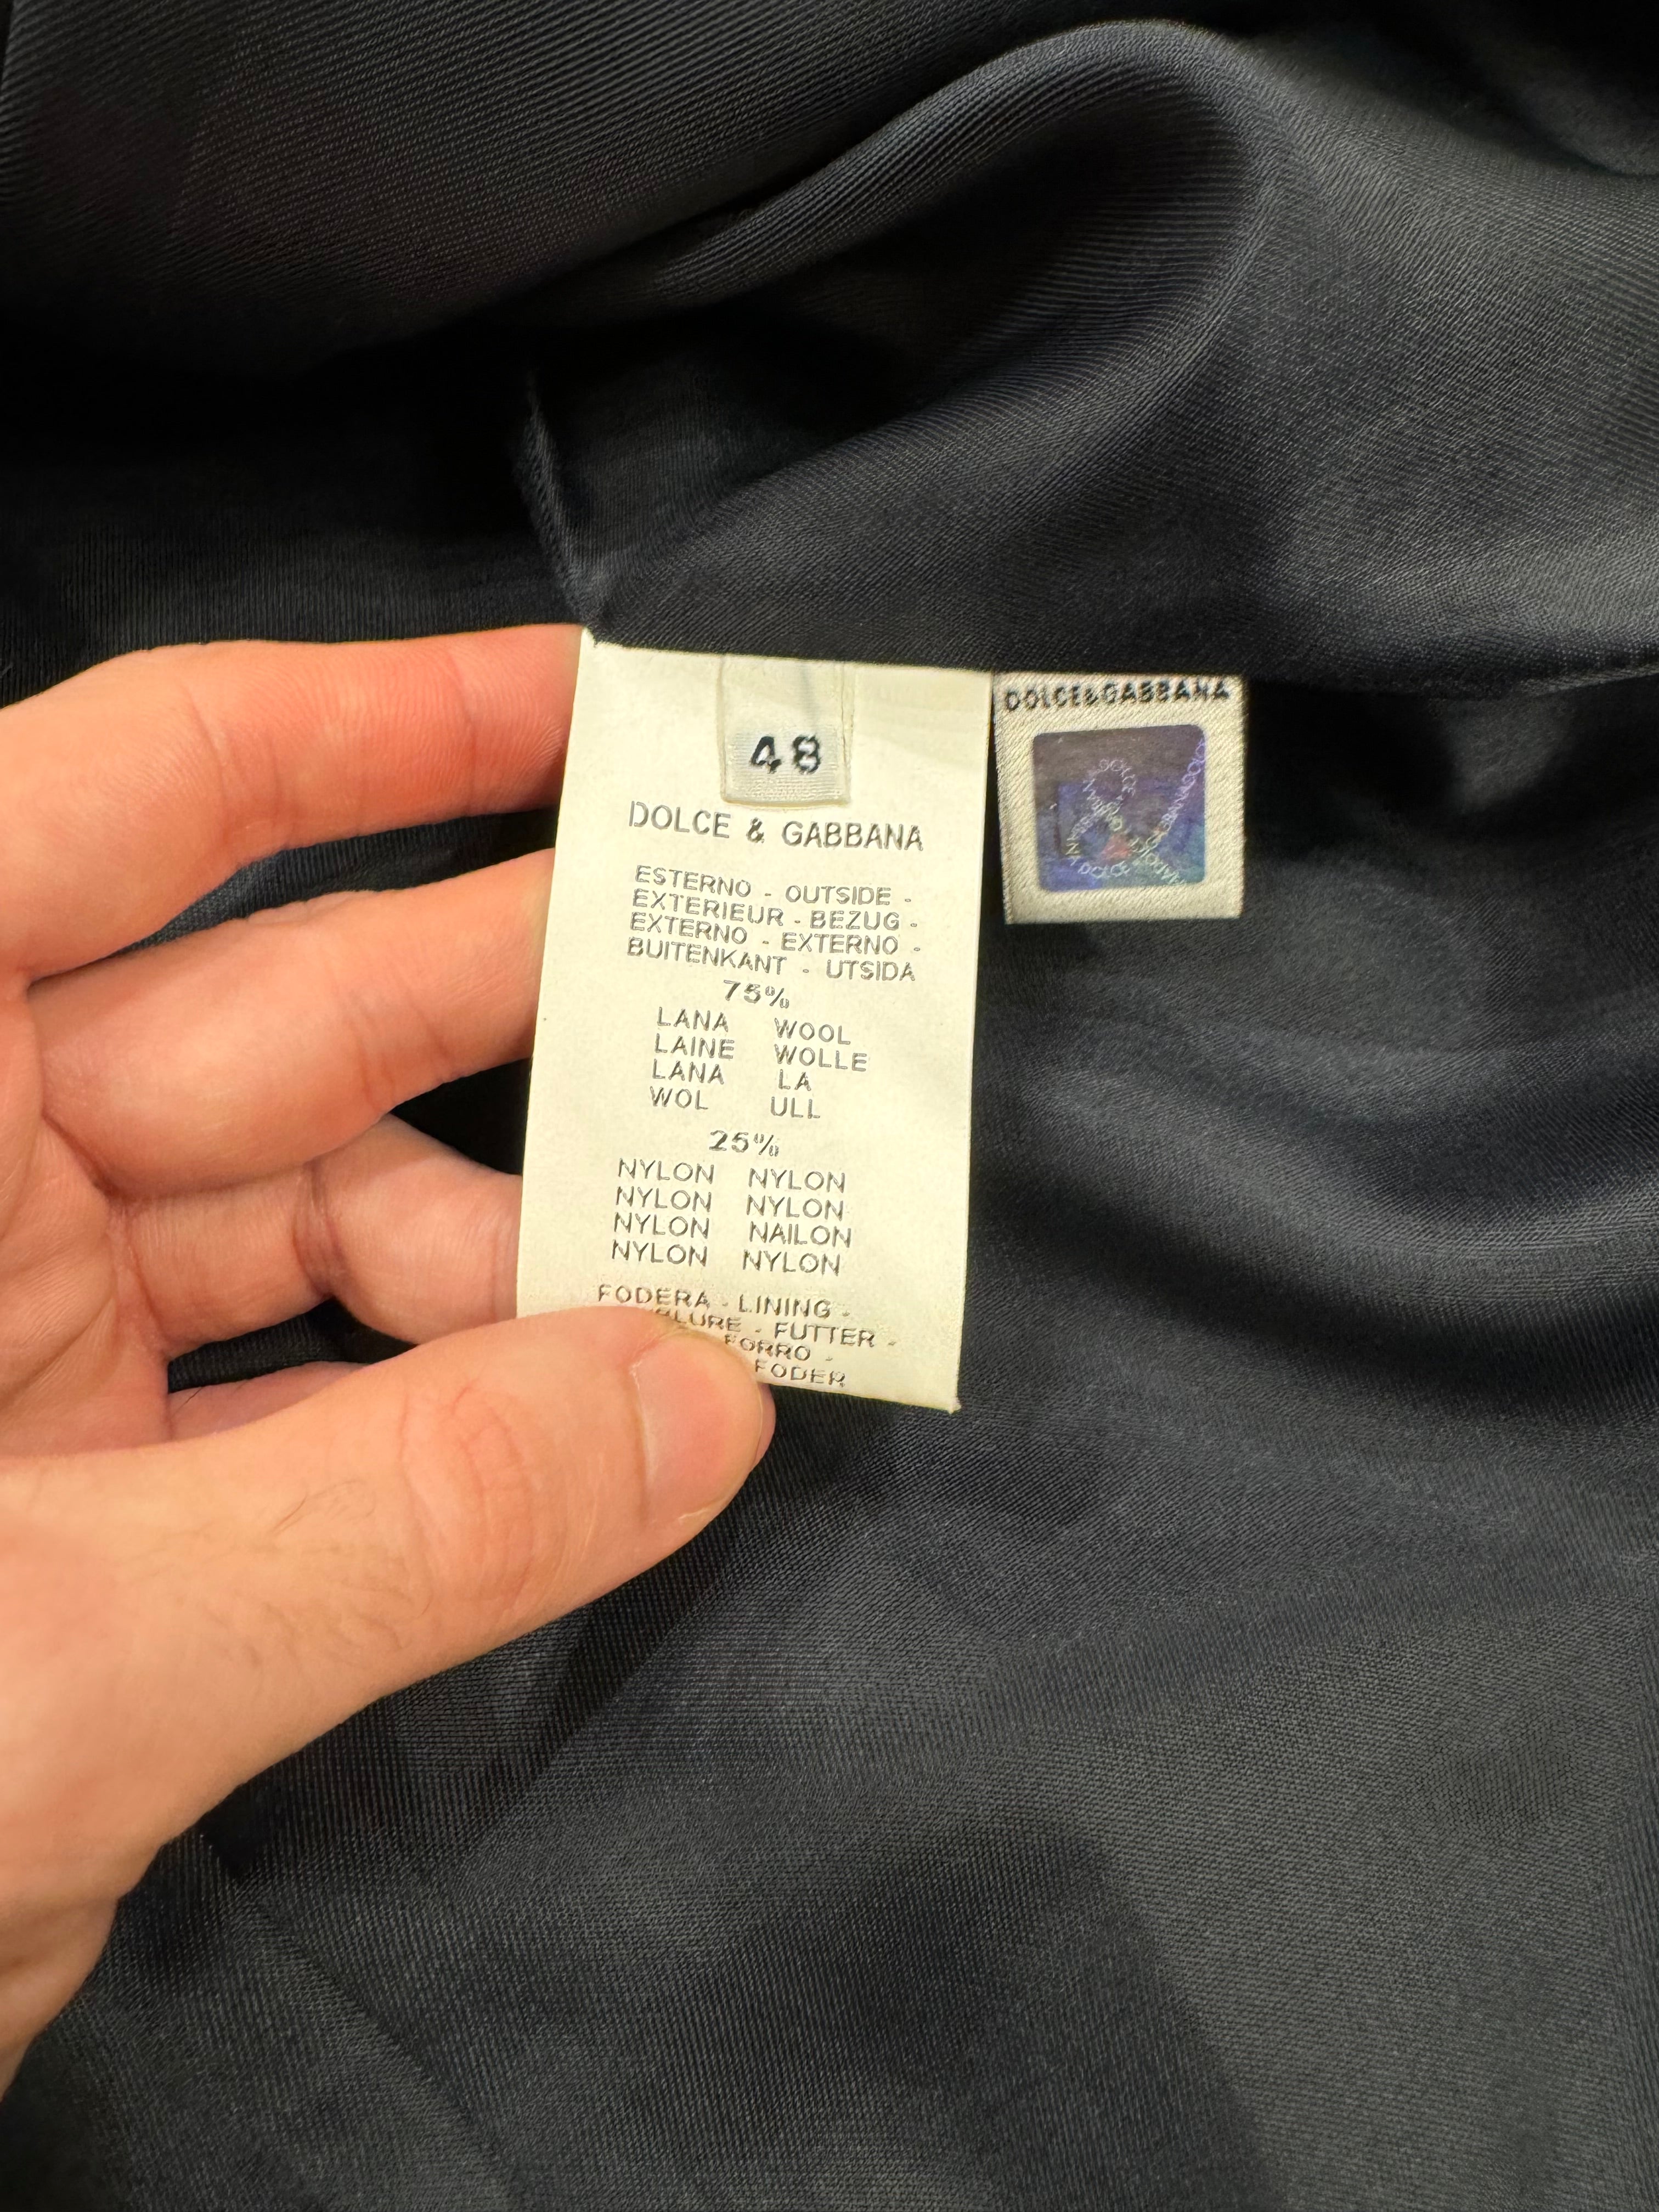 48
DOLCE & GABBANA
ESTERNO - OUTSIDE -
EXTERIEUR - BEZUG -
EXTERNO - EXTERNO -
BUITENKANT - UTSIDA
75%
LANA WOOL
LAINE WOLLE
LANA LA
WOL ULL
25%
NYLON NYLON
NYLON NYLON
NYLON NAILON
NYLON NYLON
FODERA - LINING -
- FUTTER -
FORRO -
FODER
DOLCE&GABBANA